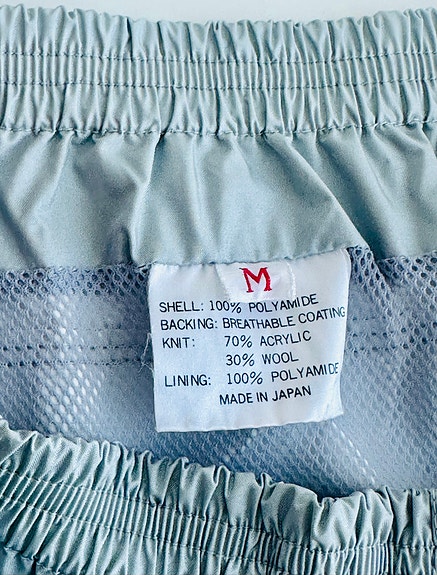 M
SHELL: 100% POLYAMIDE
BACKING: BREATHABLE COATING
KNIT: 70% ACRYLIC
30% WOOL
LINING: 100% POLYAMIDE
MADE IN JAPAN